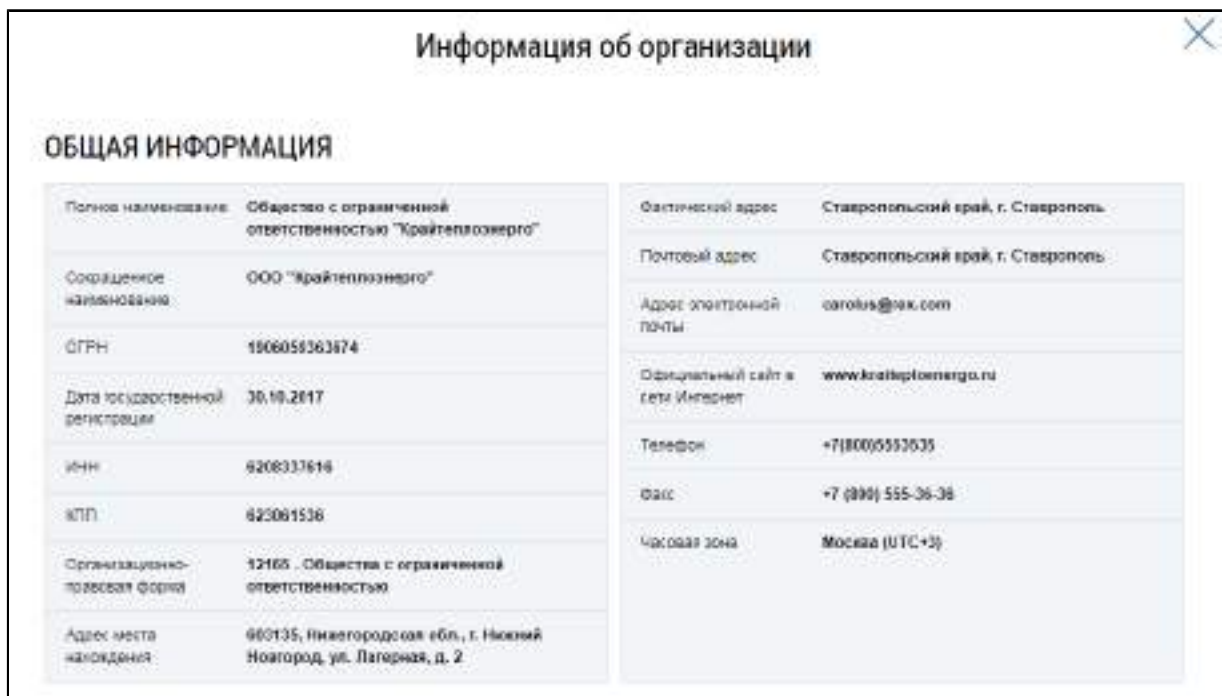 Информация об организации
ОБЩАЯ ИНФОРМАЦИЯ
Полное наименование
Общество с ограниченной
ответственностью "Крайтеплоэнерго"
Сокращенное
наименование
ООО "Крайтеплоэнерго"
ОГРН
Дата государственной
регистрации
30.10.2017
ИНН
6208337616
КПП
623061536
Организационно-
правовая форма
12165 . Общества с ограниченной
ответственностью
Адрес места
нахождения
603135, Нижегородская обл., г. Нижний
Новгород, ул. Лагерная, д. 2
Фактический адрес
Ставропольский край, г. Ставрополь
Почтовый адрес
Ставропольский край, г. Ставрополь
Адрес электронной
почты
Официальный сайт в
сети Интернет
www.kraiteploenergo.ru
Телефон
+7(800)5553535
Факс
+7 (800) 555-36-36
Часовая зона
Москва (UTC+3)